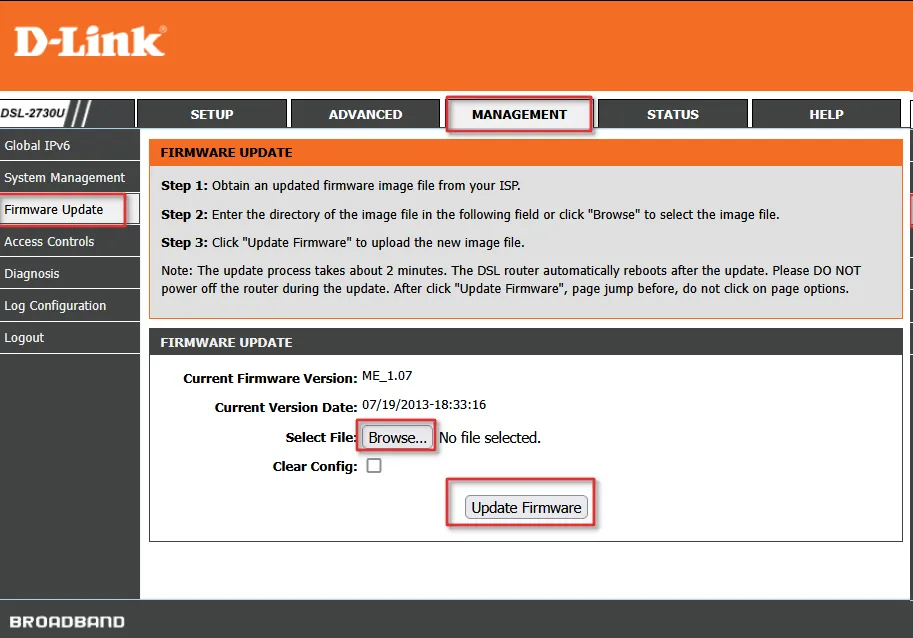 D-Link®
DSL-2730U
SETUP
ADVANCED
MANAGEMENT
STATUS
HELP
Global IPv6
System Management
Firmware Update
Access Controls
Diagnosis
Log Configuration
Logout
FIRMWARE UPDATE
Step 1: Obtain an updated firmware image file from your ISP.
Step 2: Enter the directory of the image file in the following field or click "Browse" to select the image file.
Step 3: Click "Update Firmware" to upload the new image file.
Note: The update process takes about 2 minutes. The DSL router automatically reboots after the update. Please DO NOT
power off the router during the update. After click "Update Firmware", page jump before, do not click on page options.
FIRMWARE UPDATE
Current Firmware Version: ME_1.07
Current Version Date: 07/19/2013-18:33:16
Select File: Browse... No file selected.
Clear Config:
Update Firmware
BROADBAND